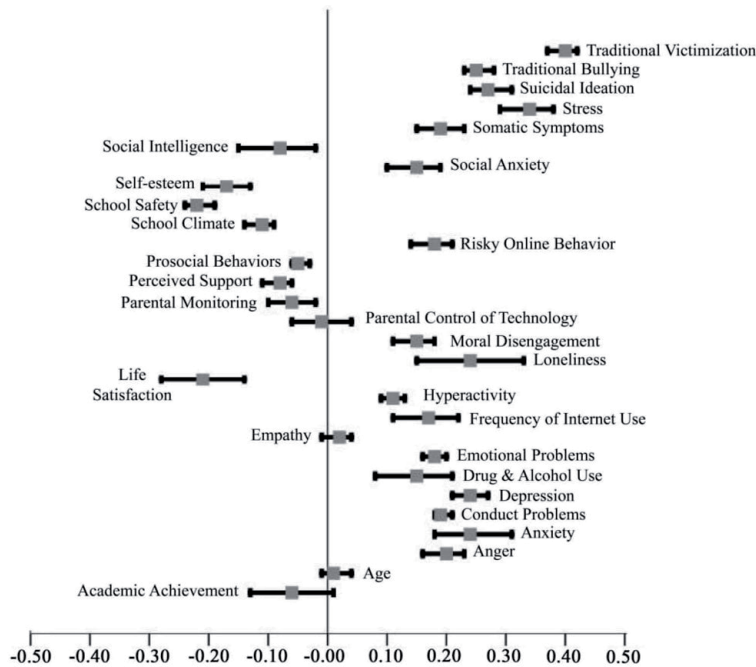 Traditional Victimization
Traditional Bullying
Suicidal Ideation
Stress
Somatic Symptoms
Social Intelligence
Social Anxiety
Self-esteem
School Safety
School Climate
Risky Online Behavior
Prosocial Behaviors
Perceived Support
Parental Monitoring
Parental Control of Technology
Moral Disengagement
Loneliness
Life
Satisfaction
Hyperactivity
Frequency of Internet Use
Empathy
Emotional Problems
Drug & Alcohol Use
Depression
Conduct Problems
Anxiety
Anger
Age
Academic Achievement
-0.50 -0.40 -0.30 -0.20 -0.10 -0.00 0.10 0.20 0.30 0.40 0.50